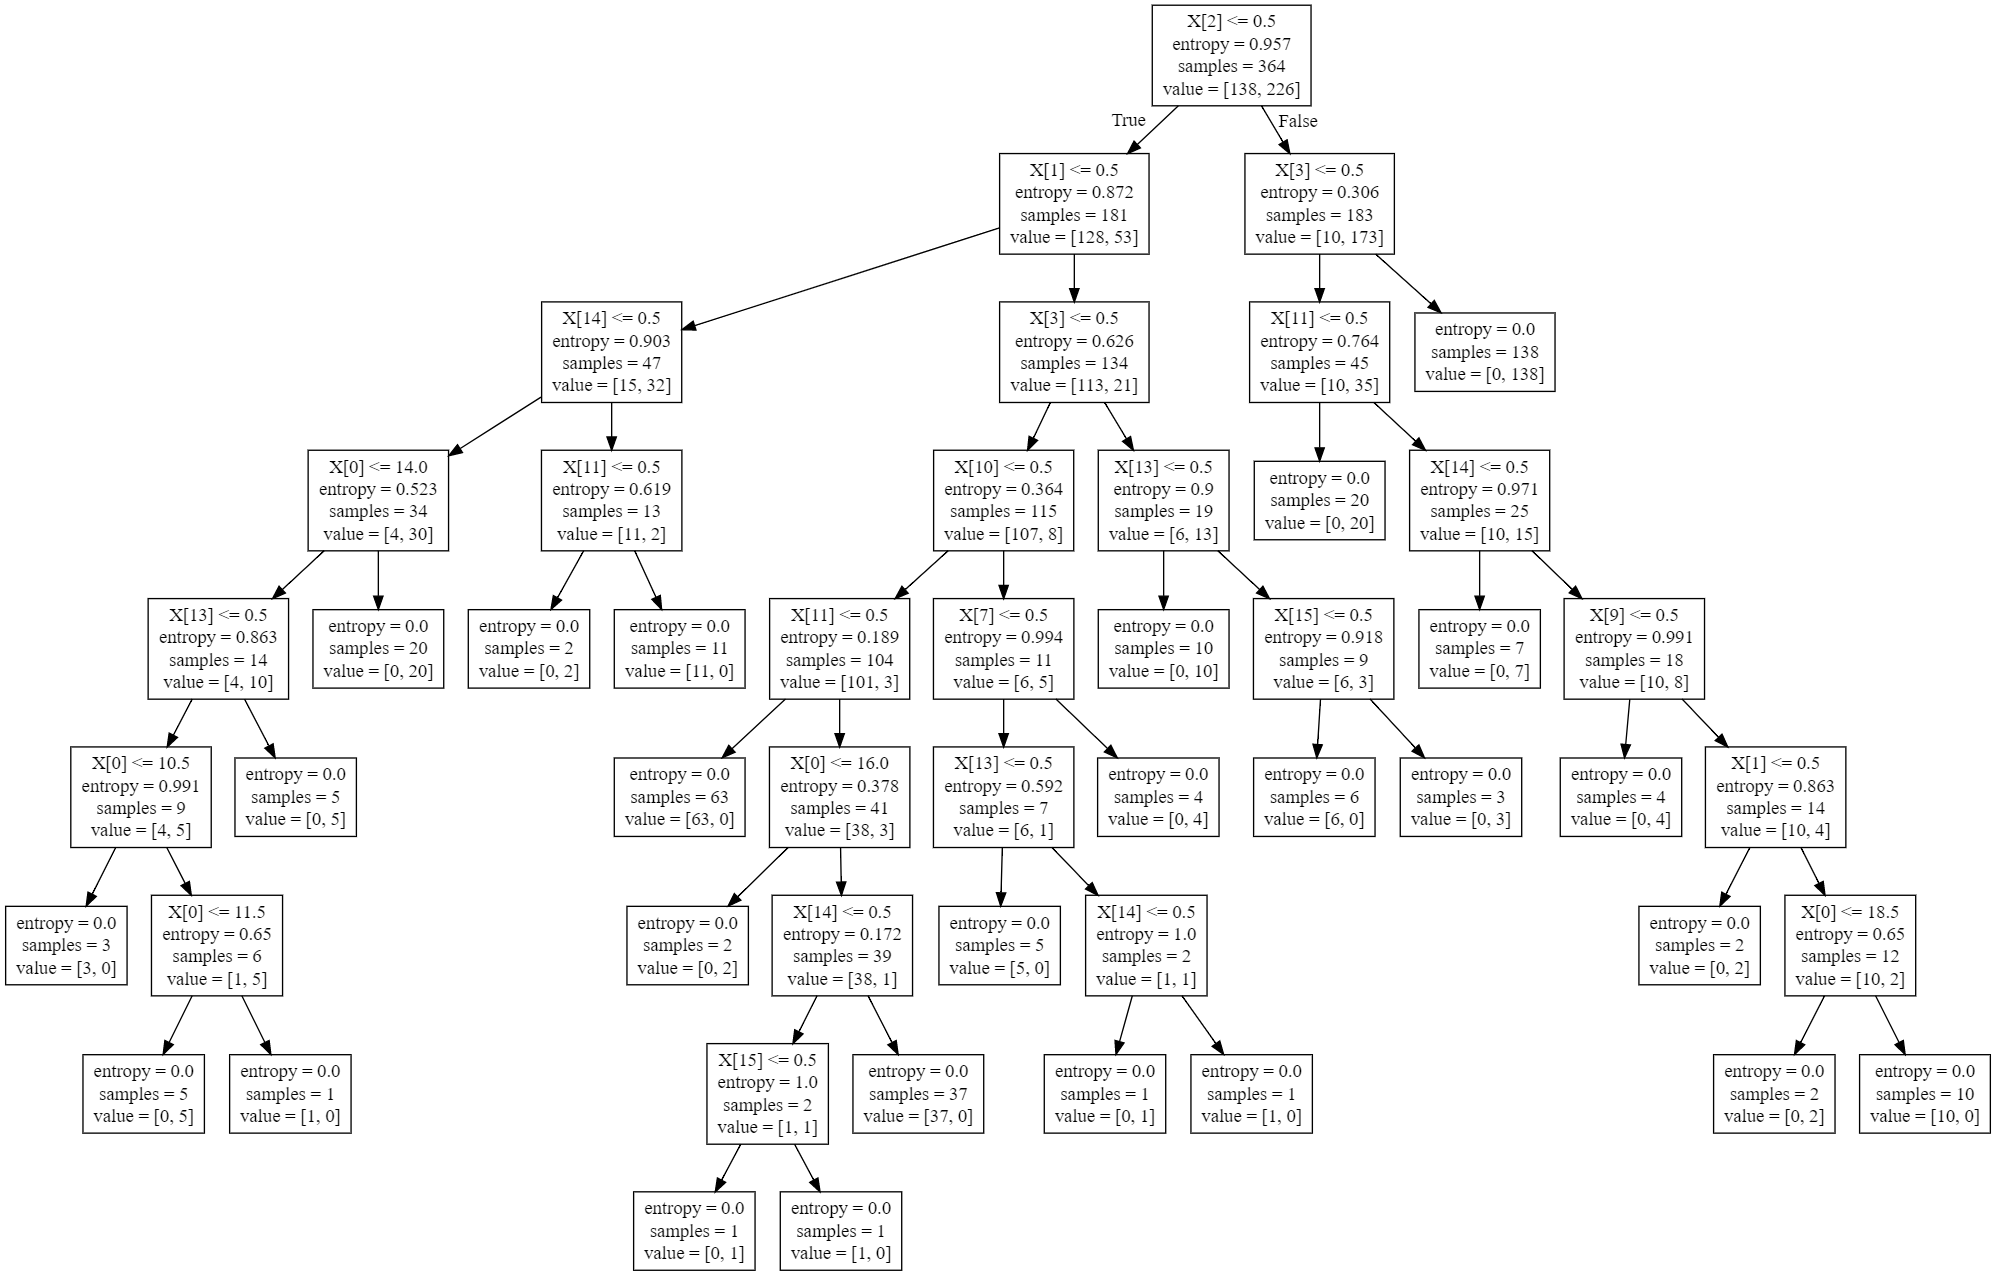 X[2] <= 0.5
entropy = 0.957
samples = 364
value = [138, 226]
True
False
X[1] <= 0.5
entropy = 0.872
samples = 181
value = [128, 53]
X[3] <= 0.5
entropy = 0.306
samples = 183
value = [10, 173]
X[14] <= 0.5
entropy = 0.903
samples = 47
value = [15, 32]
X[3] <= 0.5
entropy = 0.626
samples = 134
value = [113, 21]
X[11] <= 0.5
entropy = 0.764
samples = 45
value = [10, 35]
entropy = 0.0
samples = 138
value = [0, 138]
X[0] <= 14.0
entropy = 0.523
samples = 34
value = [4, 30]
X[11] <= 0.5
entropy = 0.619
samples = 13
value = [11, 2]
X[10] <= 0.5
entropy = 0.364
samples = 115
value = [107, 8]
X[13] <= 0.5
entropy = 0.9
samples = 19
value = [6, 13]
entropy = 0.0
samples = 20
value = [0, 20]
X[14] <= 0.5
entropy = 0.971
samples = 25
value = [10, 15]
X[13] <= 0.5
entropy = 0.863
samples = 14
value = [4, 10]
entropy = 0.0
samples = 20
value = [0, 20]
entropy = 0.0
samples = 2
value = [0, 2]
entropy = 0.0
samples = 11
value = [11, 0]
X[11] <= 0.5
entropy = 0.189
samples = 104
value = [101, 3]
X[7] <= 0.5
entropy = 0.994
samples = 11
value = [6, 5]
entropy = 0.0
samples = 10
value = [0, 10]
X[15] <= 0.5
entropy = 0.918
samples = 9
value = [6, 3]
entropy = 0.0
samples = 7
value = [0, 7]
X[9] <= 0.5
entropy = 0.991
samples = 18
value = [10, 8]
X[0] <= 10.5
entropy = 0.991
samples = 9
value = [4, 5]
entropy = 0.0
samples = 5
value = [0, 5]
entropy = 0.0
samples = 63
value = [63, 0]
X[0] <= 16.0
entropy = 0.378
samples = 41
value = [38, 3]
X[13] <= 0.5
entropy = 0.592
samples = 7
value = [6, 1]
entropy = 0.0
samples = 4
value = [0, 4]
entropy = 0.0
samples = 6
value = [6, 0]
entropy = 0.0
samples = 3
value = [0, 3]
entropy = 0.0
samples = 4
value = [0, 4]
X[1] <= 0.5
entropy = 0.863
samples = 14
value = [10, 4]
entropy = 0.0
samples = 3
value = [3, 0]
X[0] <= 11.5
entropy = 0.65
samples = 6
value = [1, 5]
entropy = 0.0
samples = 2
value = [0, 2]
X[14] <= 0.5
entropy = 0.172
samples = 39
value = [38, 1]
entropy = 0.0
samples = 5
value = [5, 0]
X[14] <= 0.5
entropy = 1.0
samples = 2
value = [1, 1]
entropy = 0.0
samples = 2
value = [0, 2]
X[0] <= 18.5
entropy = 0.65
samples = 12
value = [10, 2]
entropy = 0.0
samples = 5
value = [0, 5]
entropy = 0.0
samples = 1
value = [1, 0]
X[15] <= 0.5
entropy = 1.0
samples = 2
value = [1, 1]
entropy = 0.0
samples = 37
value = [37, 0]
entropy = 0.0
samples = 1
value = [0, 1]
entropy = 0.0
samples = 1
value = [1, 0]
entropy = 0.0
samples = 2
value = [0, 2]
entropy = 0.0
samples = 10
value = [10, 0]
entropy = 0.0
samples = 1
value = [0, 1]
entropy = 0.0
samples = 1
value = [1, 0]